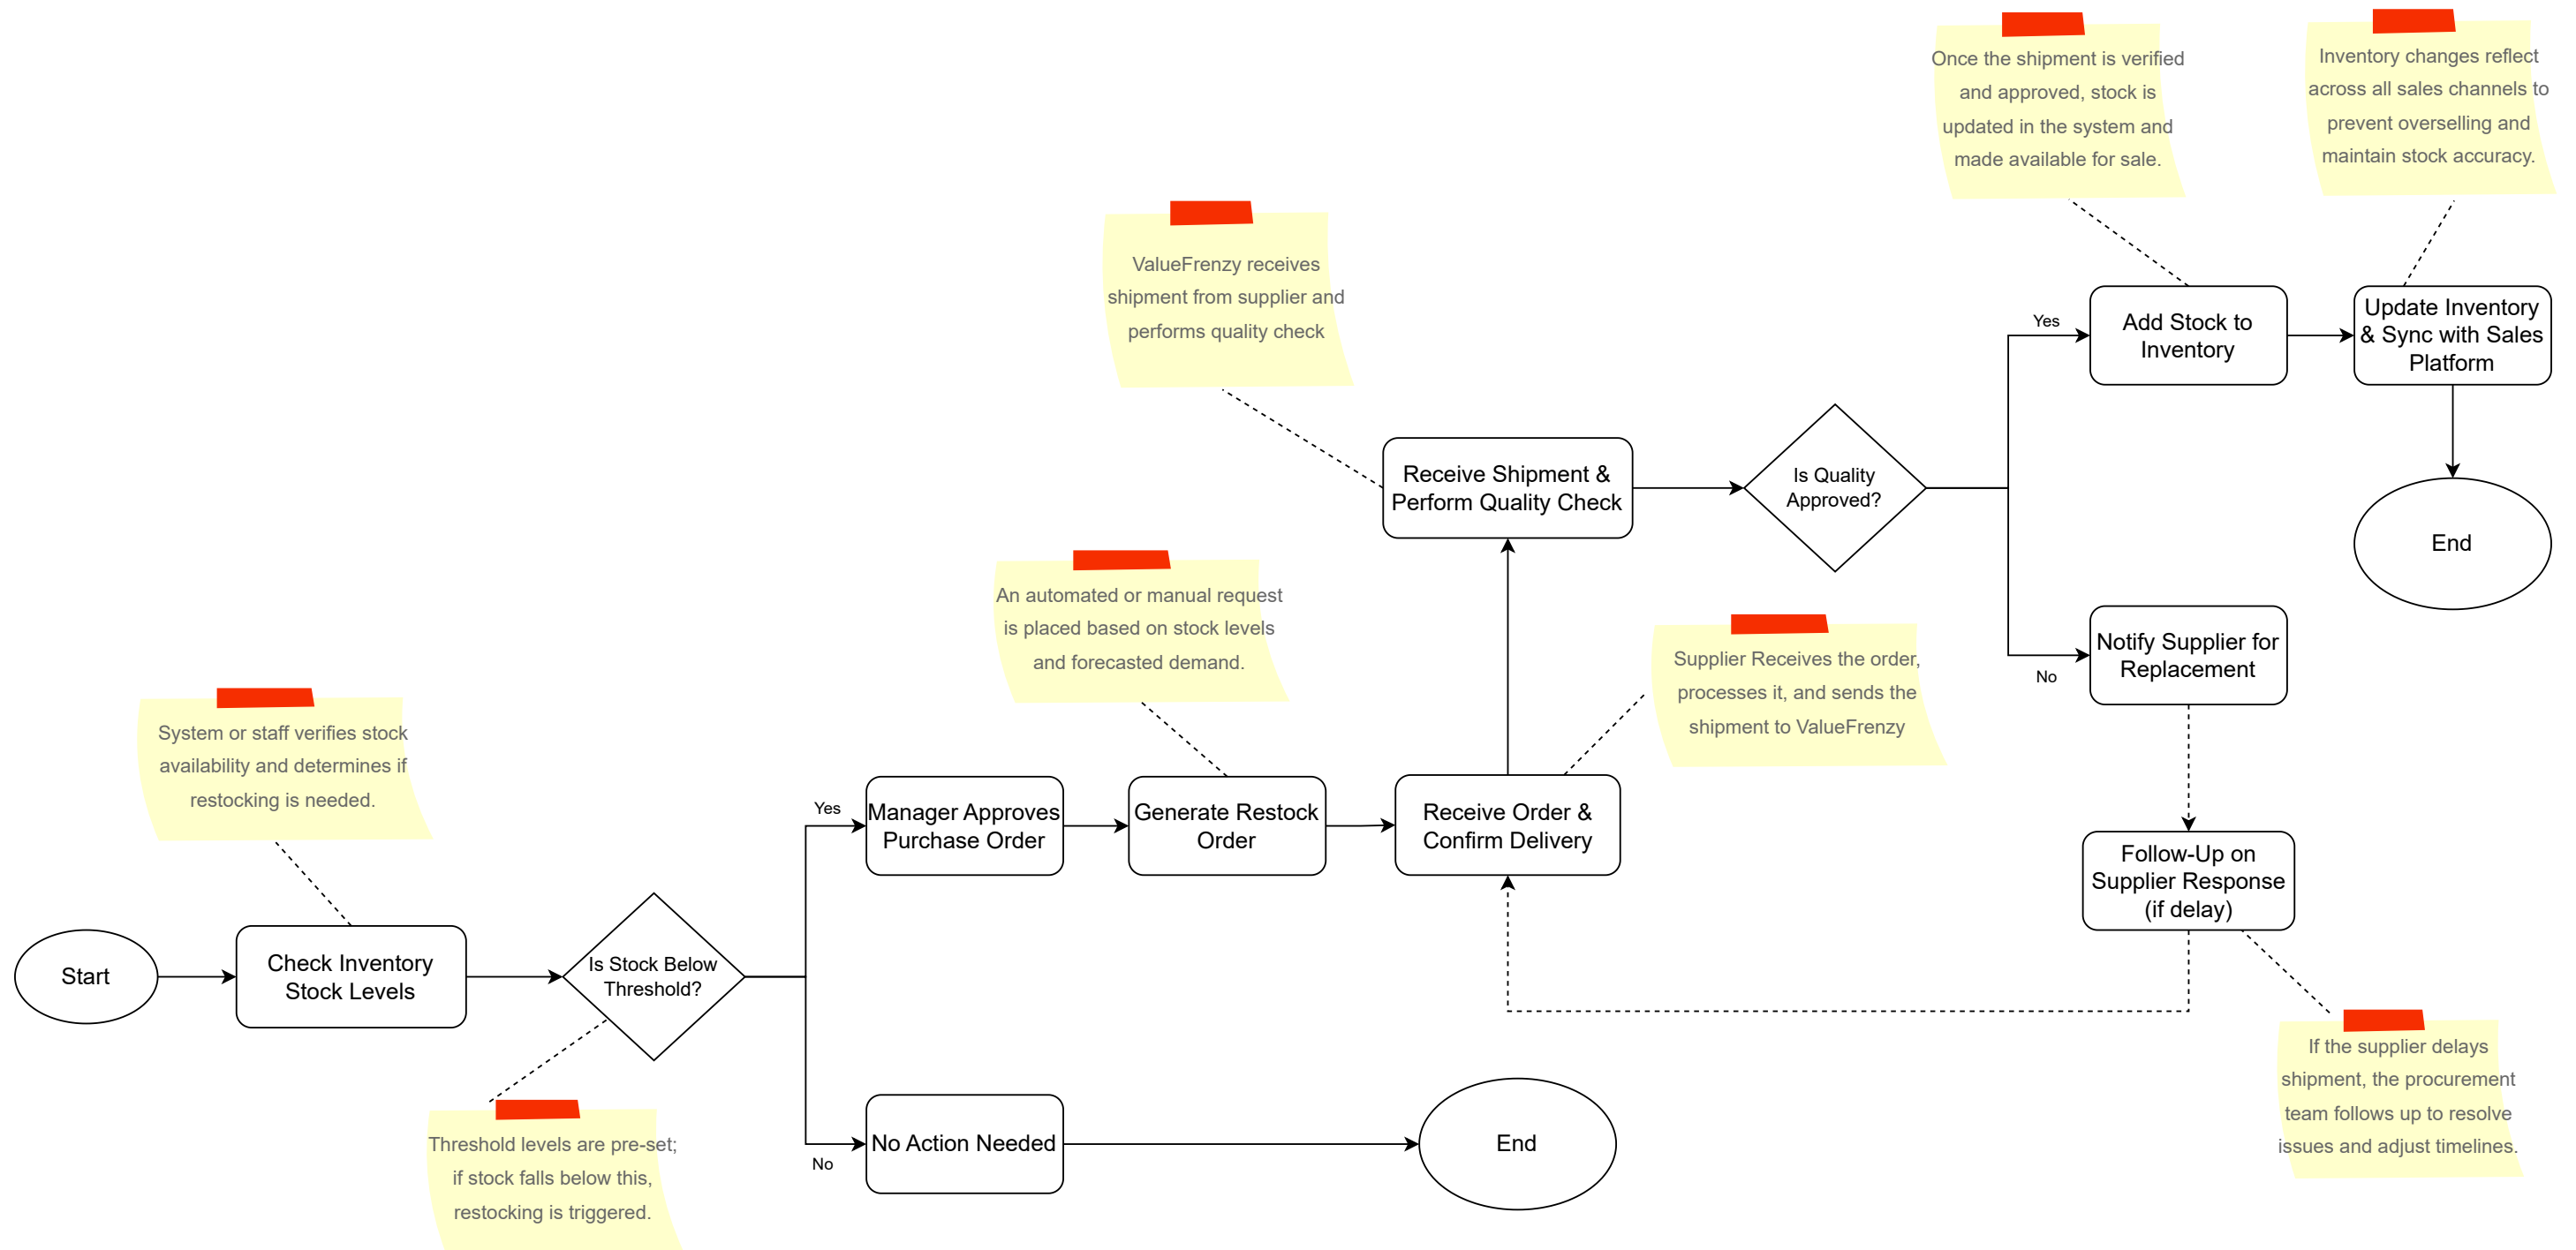 Once the shipment is verified
and approved, stock is
updated in the system and
made available for sale.
Inventory changes reflect
across all sales channels to
prevent overselling and
maintain stock accuracy.
ValueFrenzy receives
shipment from supplier and
performs quality check
Yes
Add Stock to
Inventory
Update Inventory
& Sync with Sales
Platform
Receive Shipment &
Perform Quality Check
Is Quality
Approved?
End
An automated or manual request
is placed based on stock levels
and forecasted demand.
Supplier Receives the order,
processes it, and sends the
shipment to ValueFrenzy
No
Notify Supplier for
Replacement
System or staff verifies stock
availability and determines if
restocking is needed.
Yes
Manager Approves
Purchase Order
Generate Restock
Order
Receive Order &
Confirm Delivery
Follow-Up on
Supplier Response
(if delay)
Start
Check Inventory
Stock Levels
Is Stock Below
Threshold?
If the supplier delays
shipment, the procurement
team follows up to resolve
issues and adjust timelines.
Threshold levels are pre-set;
if stock falls below this,
restocking is triggered.
No
No Action Needed
End